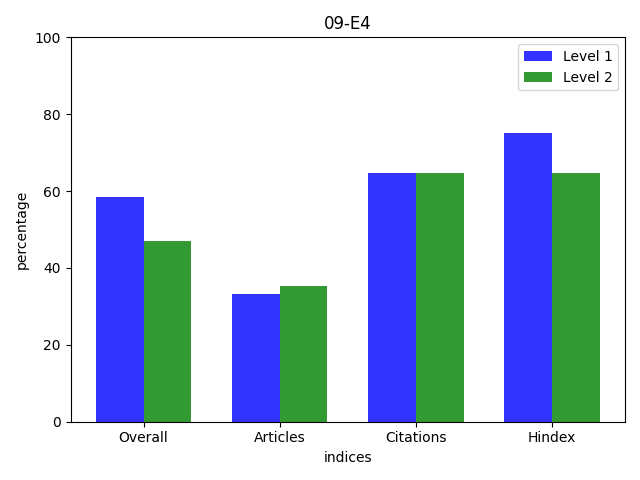 09-E4
100
80
60
40
20
0
percentage
Level 1
Level 2
Overall Articles Citations Hindex
indices